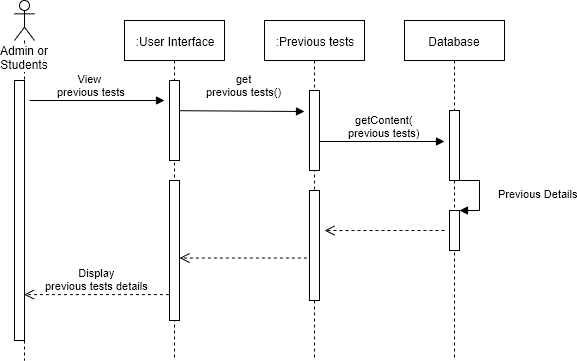 Admin or
Students
:User Interface
:Previous tests
Database
View
previous tests
get
previous tests()
getContent(
previous tests)
Previous Details
Display
previous tests details